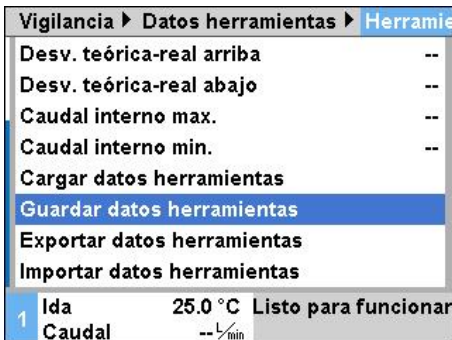 Vigilancia ▶ Datos herramientas ▶ Herramie
Desv. teórica-real arriba --
Desv. teórica-real abajo --
Caudal interno max. --
Caudal interno min. --
Cargar datos herramientas
Guardar datos herramientas
Exportar datos herramientas
Importar datos herramientas
1 Ida 25.0 °C Listo para funcionar
Caudal -- L/min